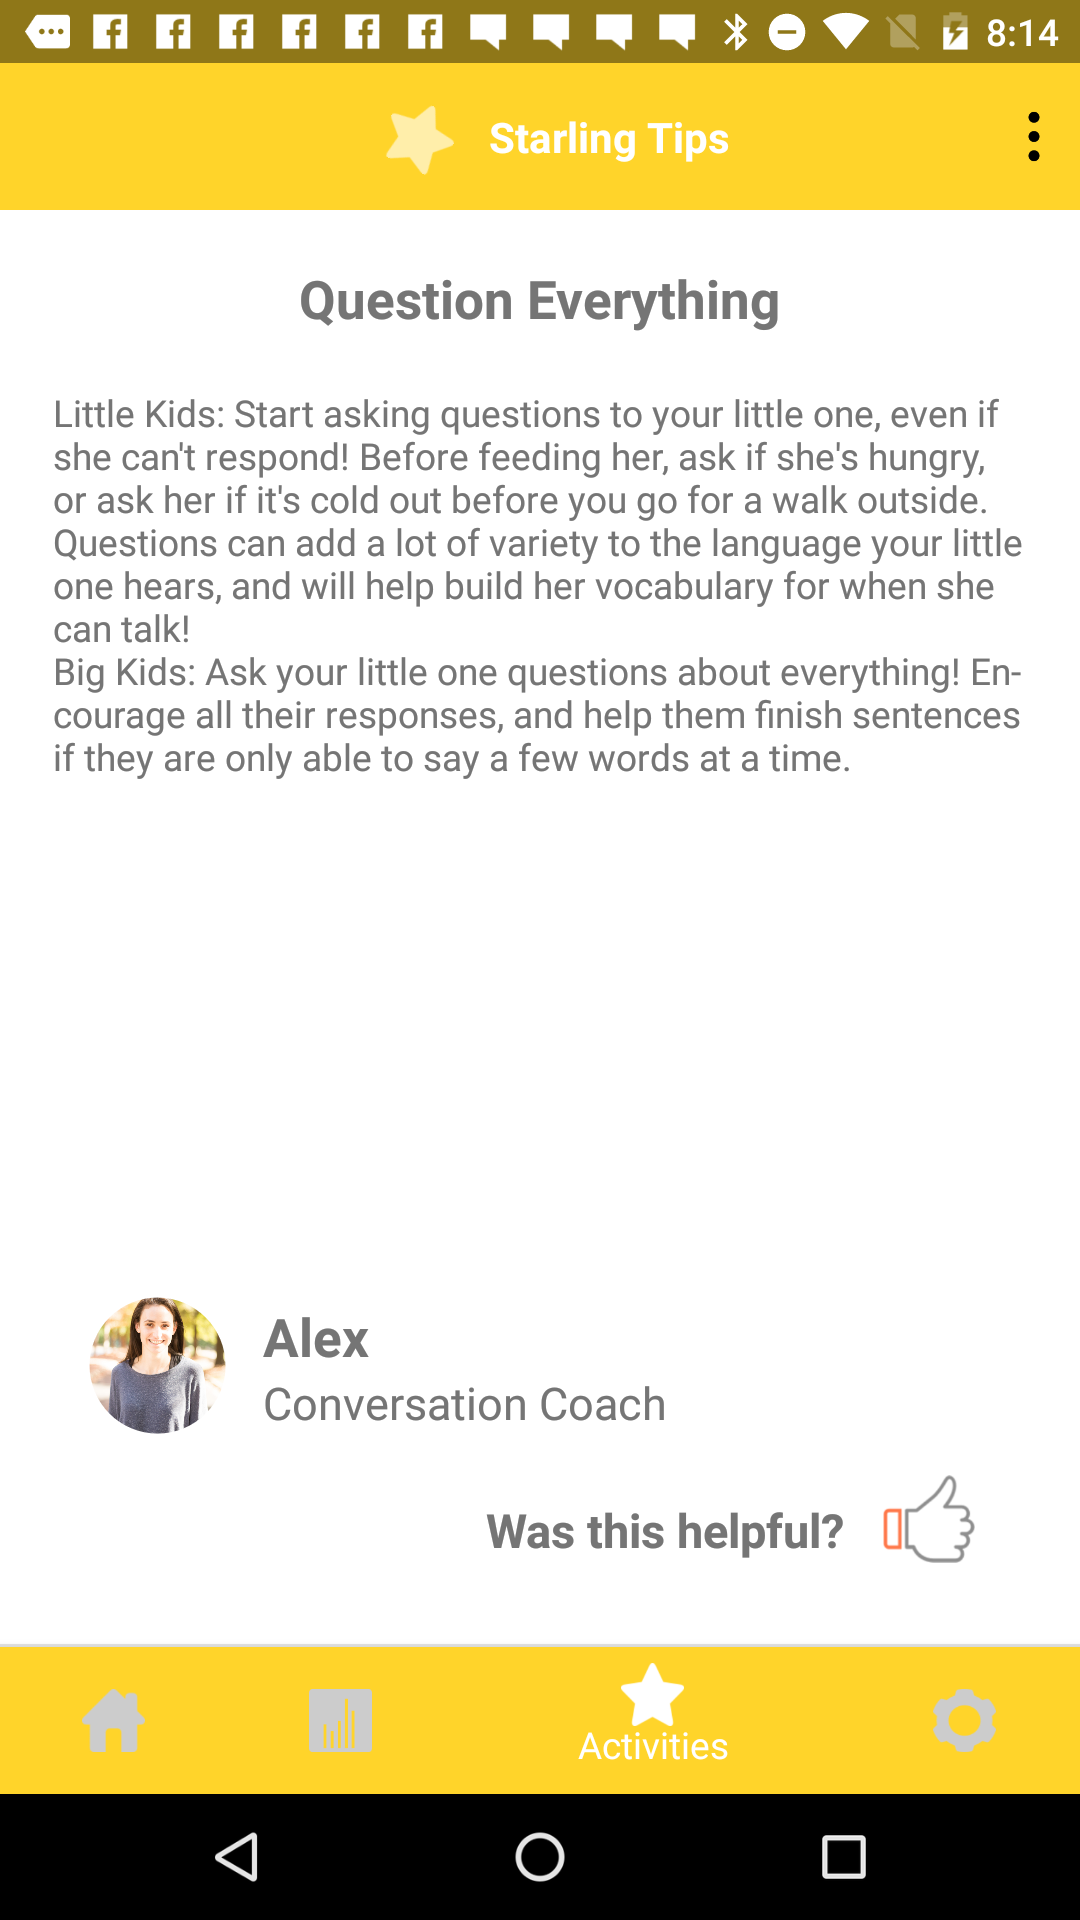 8:14
Starling Tips
Question Everything
Little Kids: Start asking questions to your little one, even if
she can't respond! Before feeding her, ask if she's hungry,
or ask her if it's cold out before you go for a walk outside.
Questions can add a lot of variety to the language your little
one hears, and will help build her vocabulary for when she
can talk!
Big Kids: Ask your little one questions about everything! En-
courage all their responses, and help them finish sentences
if they are only able to say a few words at a time.
Alex
Conversation Coach
Was this helpful?
Activities